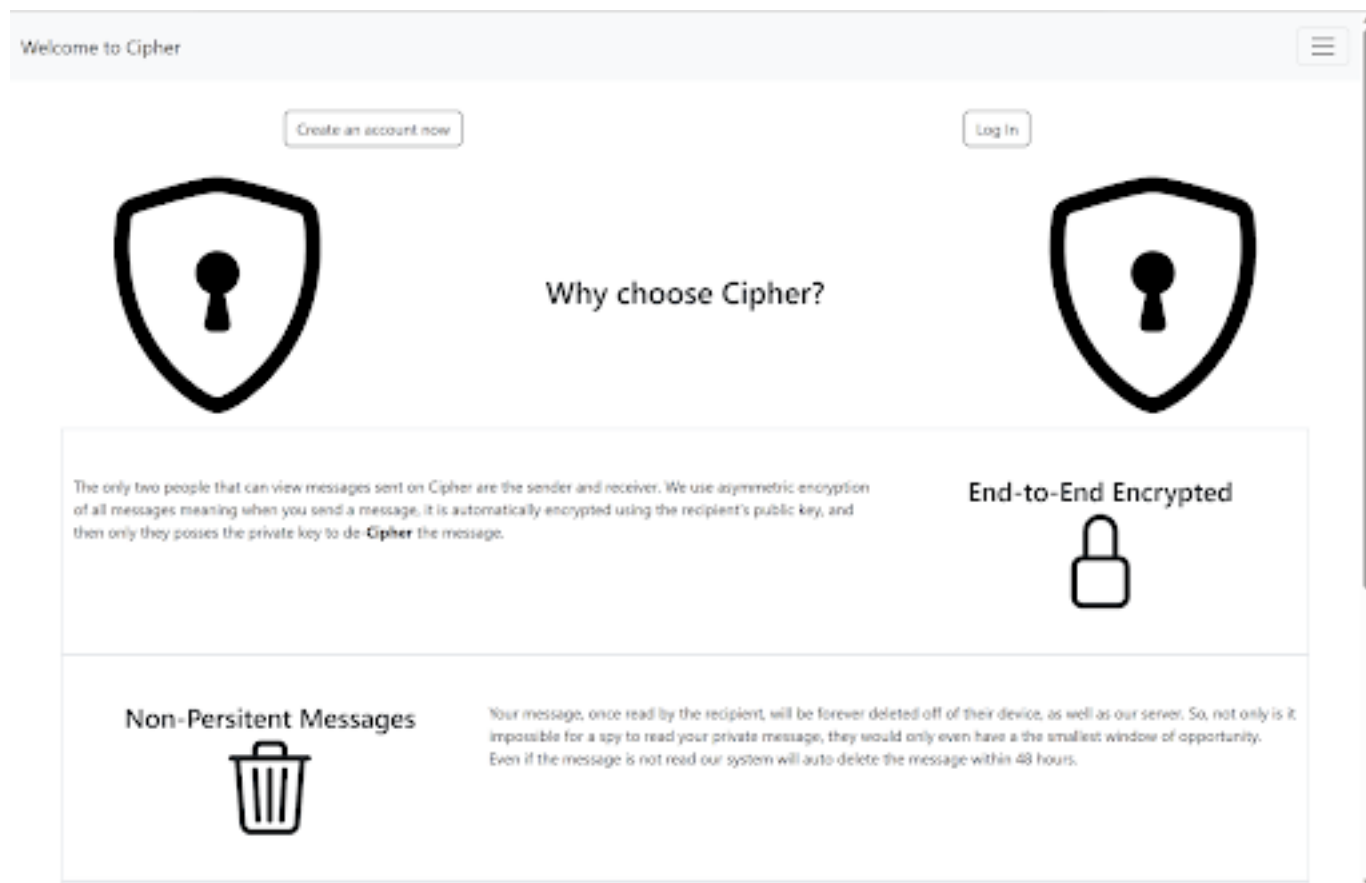 Welcome to Cipher
Create an account now
Log In
Why choose Cipher?
The only two people that can view messages sent on Cipher are the sender and receiver. We use asymmetric encryption
of all messages meaning when you send a message, it is automatically encrypted using the recipient's public key, and
then only they posses the private key to de-Cipher the message.
End-to-End Encrypted
Non-Persitent Messages
Your message, once read by the recipient, will be forever deleted off of their device, as well as our server. So, not only is it
impossible for a spy to read your private message, they would only even have a the smallest window of opportunity.
Even if the message is not read our system will auto delete the message within 48 hours.